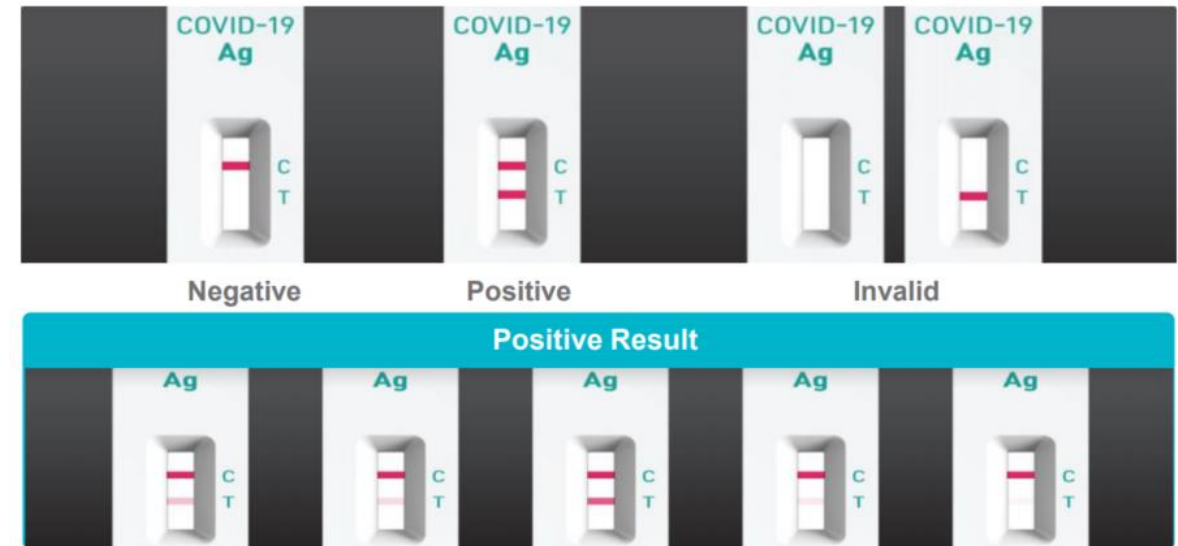 COVID-19 COVID-19 COVID-19 COVID-19
Ag Ag Ag Ag
C C C C
T T T T
Negative Positive Invalid
Positive Result
Ag Ag Ag Ag Ag
C C C C C
T T T T T